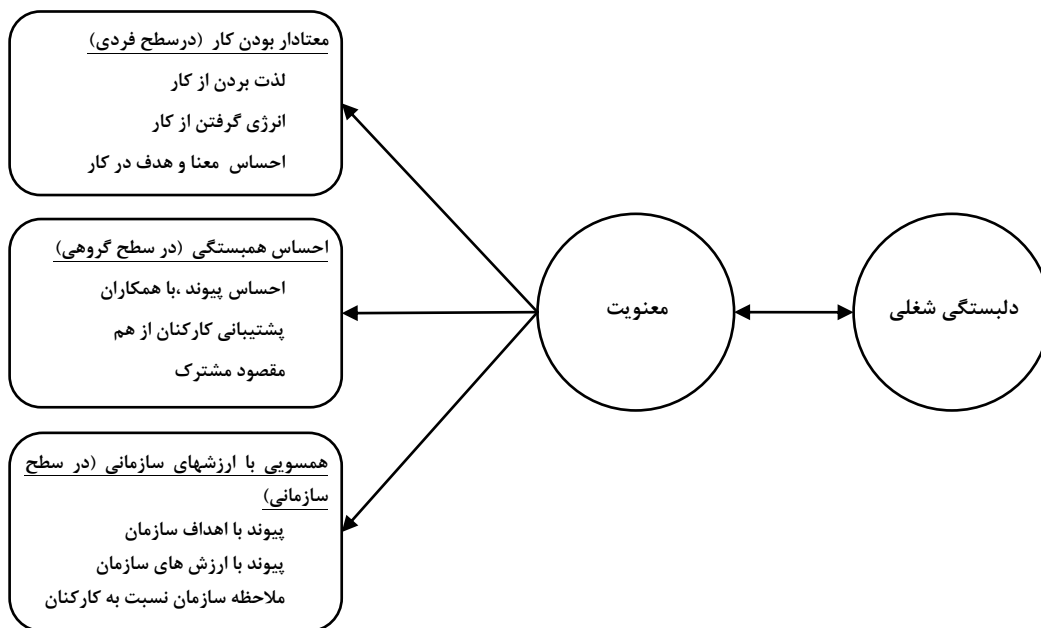 معتادار بودن کار (درسطح فردی)
لذت بردن از کار
انرژی گرفتن از کار
احساس معنا و هدف در کار
احساس همبستگی (در سطح گروهی)
احساس پیوند ،با همکاران
پشتیبانی کارکنان از هم
مقصود مشترک
همسویی با ارزشهای سازمانی (در سطح
سازمانی)
پیوند با اهداف سازمان
پیوند با ارزش های سازمان
ملاحظه سازمان نسبت به کارکنان
معنویت
دلبستگی شغلی